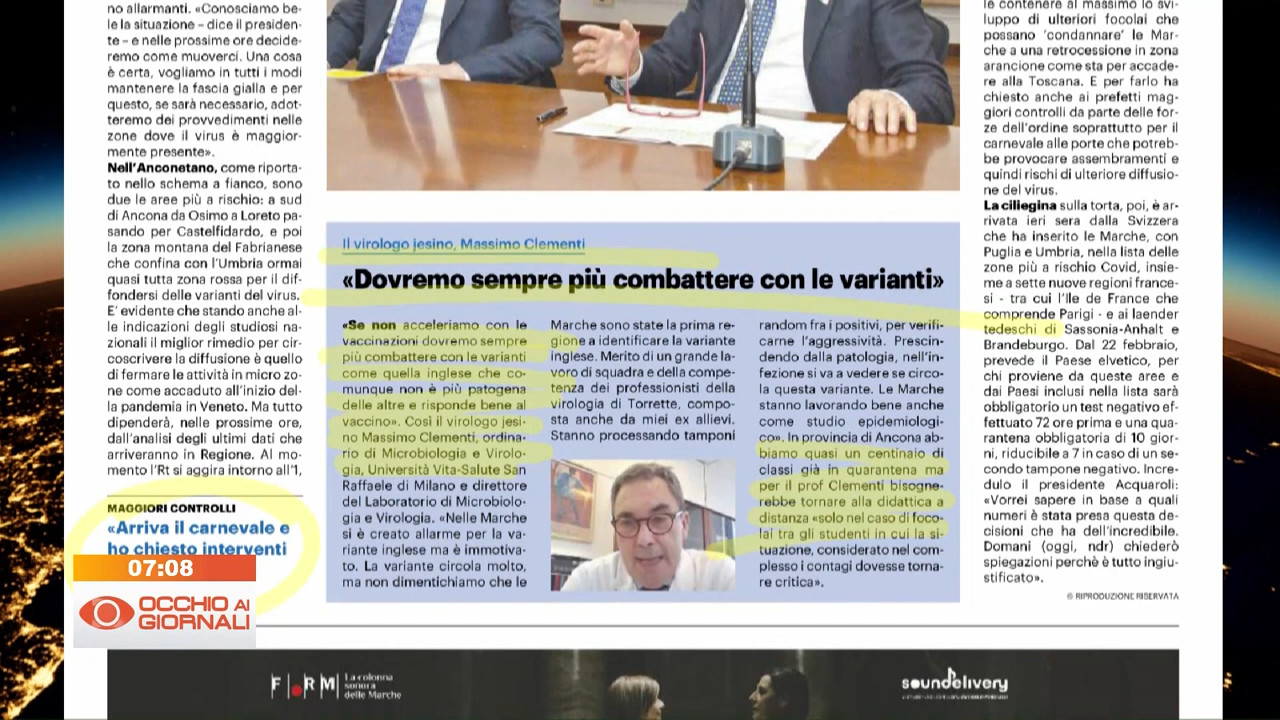 no allarmanti. «Conosciamo be-
le la situazione – dice il presiden-
te – e nelle prossime ore decide-
remo come muoverci. Una cosa
è certa, vogliamo in tutti i modi
mantenere la fascia gialla e per
questo, se sarà necessario, adot-
teremo dei provvedimenti nelle
zone dove il virus è maggior-
mente presente».
Nell'Anconetano, come riporta-
to nello schema a fianco, sono
due le aree più a rischio: a sud
di Ancona da Osimo a Loreto pa-
sando per Castelfidardo, e poi
la zona montana del Fabrianese
che confina con l'Umbria ormai
quasi tutta zona rossa per il dif-
fondersi delle varianti del virus.
E' evidente che stando anche al-
le indicazioni degli studiosi na-
zionali il miglior rimedio per cir-
coscrivere la diffusione è quello
di fermare le attività in micro zo-
ne come accaduto all'inizio del-
la pandemia in Veneto. Ma tutto
dipenderà, nelle prossime ore,
dall'analisi degli ultimi dati che
arriveranno in Regione. Al mo-
mento l'Rt si aggira intorno all'1,
MAGGIORI CONTROLLI
«Arriva il carnevale e
ho chiesto interventi
07:08
OCCHIO AI
GIORNALI
Il virologo jesino, Massimo Clementi
«Dovremo sempre più combattere con le varianti»
«Se non acceleriamo con le
vaccinazioni dovremo sempre
più combattere con le varianti
come quella inglese che co-
munque non è più patogena
delle altre e risponde bene al
vaccino». Così il virologo jesi-
no Massimo Clementi, ordina-
rio di Microbiologia e Virolo-
gia, Università Vita-Salute San
Raffaele di Milano e direttore
del Laboratorio di Microbiolo-
gia e Virologia. «Nelle Marche
si è creato allarme per la va-
riante inglese ma è immotiva-
to. La variante circola molto,
ma non dimentichiamo che le
Marche sono state la prima re-
gione a identificare la variante
inglese. Merito di un grande la-
voro di squadra e della compe-
tenza dei professionisti della
virologia di Torrette, compo-
sta anche da miei ex allievi.
Stanno processando tamponi
random fra i positivi, per verifi-
carne l'aggressività. Prescin-
dendo dalla patologia, nell'in-
fezione si va a vedere se circo-
la questa variante. Le Marche
stanno lavorando bene anche
come studio epidemiologi-
co». In provincia di Ancona ab-
biamo quasi un centinaio di
classi già in quarantena ma
per il prof Clementi bisogne-
rebbe tornare alla didattica a
distanza «solo nel caso di foco-
lai tra gli studenti in cui la si-
tuazione, considerato nel com-
plesso i contagi dovesse torna-
re critica».
le contenere al massimo lo svi-
luppo di ulteriori focolai che
possano 'condannare' le Mar-
che a una retrocessione in zona
arancione come sta per accade-
re alla Toscana. E per farlo ha
chiesto anche ai prefetti mag-
giori controlli da parte delle for-
ze dell'ordine soprattutto per il
carnevale alle porte che potreb-
be provocare assembramenti e
quindi rischi di ulteriore diffusio-
ne del virus.
La ciliegina sulla torta, poi, è ar-
rivata ieri sera dalla Svizzera
che ha inserito le Marche, con
Puglia e Umbria, nella lista delle
zone più a rischio Covid, insie-
me a sette nuove regioni france-
si - tra cui l'Ile de France che
comprende Parigi - e ai laender
tedeschi di Sassonia-Anhalt e
Brandeburgo. Dal 22 febbraio,
prevede il Paese elvetico, per
chi proviene da queste aree e
dai Paesi inclusi nella lista sarà
obbligatorio un test negativo ef-
fettuato 72 ore prima e una qua-
rantena obbligatoria di 10 gior-
ni, riducibile a 7 in caso di un se-
condo tampone negativo. Incre-
dulo il presidente Acquaroli:
«Vorrei sapere in base a quali
numeri è stata presa questa de-
cisioni che ha dell'incredibile.
Domani (oggi, ndr) chiederò
spiegazioni perchè è tutto ingiu-
stificato».
© RIPRODUZIONE RISERVATA
FORM
La colonna
sonora
delle Marche
soundelivery